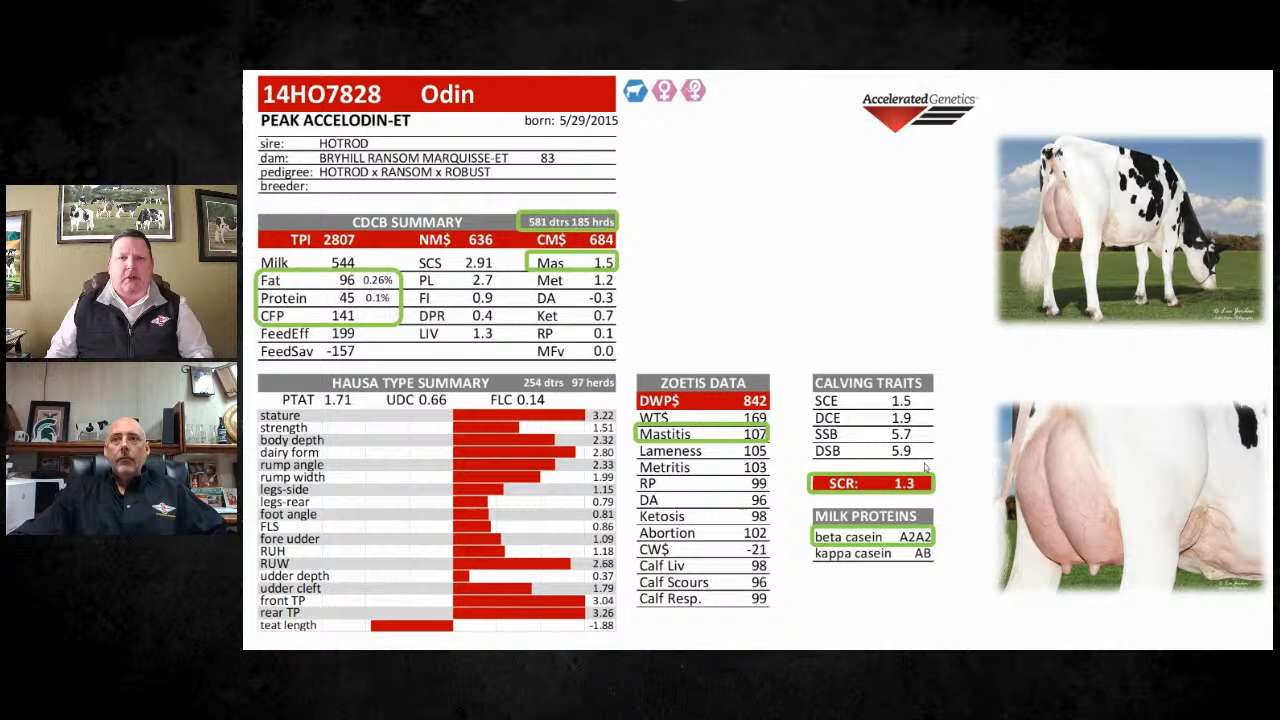 14HO7828 Odin
PEAK ACCELODIN-ET born: 5/29/2015
sire: HOTROD
dam: BRYHILL RANSOM MARQUISSE-ET 83
pedigree: HOTROD x RANSOM x ROBUST
breeder:
CDCB SUMMARY 581 dtrs 185 hrds
TPI 2807 NM$ 636 CM$ 684
Milk 544 SCS 2.91 Mas 1.5
Fat 96 0.26% PL 2.7 Met 1.2
Protein 45 0.1% FI 0.9 DA -0.3
CFP 141 DPR 0.4 Ket 0.7
FeedEff 199 LIV 1.3 RP 0.1
FeedSav -157 MFv 0.0
HAUSA TYPE SUMMARY 254 dtrs 97 herds
PTAT 1.71 UDC 0.66 FLC 0.14
stature 3.22
strength 1.51
body depth 2.32
dairy form 2.80
rump angle 2.33
rump width 1.99
legs-side 1.15
legs-rear 0.79
foot angle 0.81
FLS 0.86
fore udder 1.09
RUH 1.18
RUW 2.68
udder depth 0.37
udder cleft 1.79
front TP 3.04
rear TP 3.26
teat length -1.88
ZOETIS DATA
DWP$ 842
WT$ 169
Mastitis 107
Lameness 105
Metritis 103
RP 99
DA 96
Ketosis 98
Abortion 102
CW$ -21
Calf Liv 98
Calf Scours 96
Calf Resp. 99
CALVING TRAITS
SCE 1.5
DCE 1.9
SSB 5.7
DSB 5.9
SCR: 1.3
MILK PROTEINS
beta casein A2A2
kappa casein AB
Accelerated Genetics